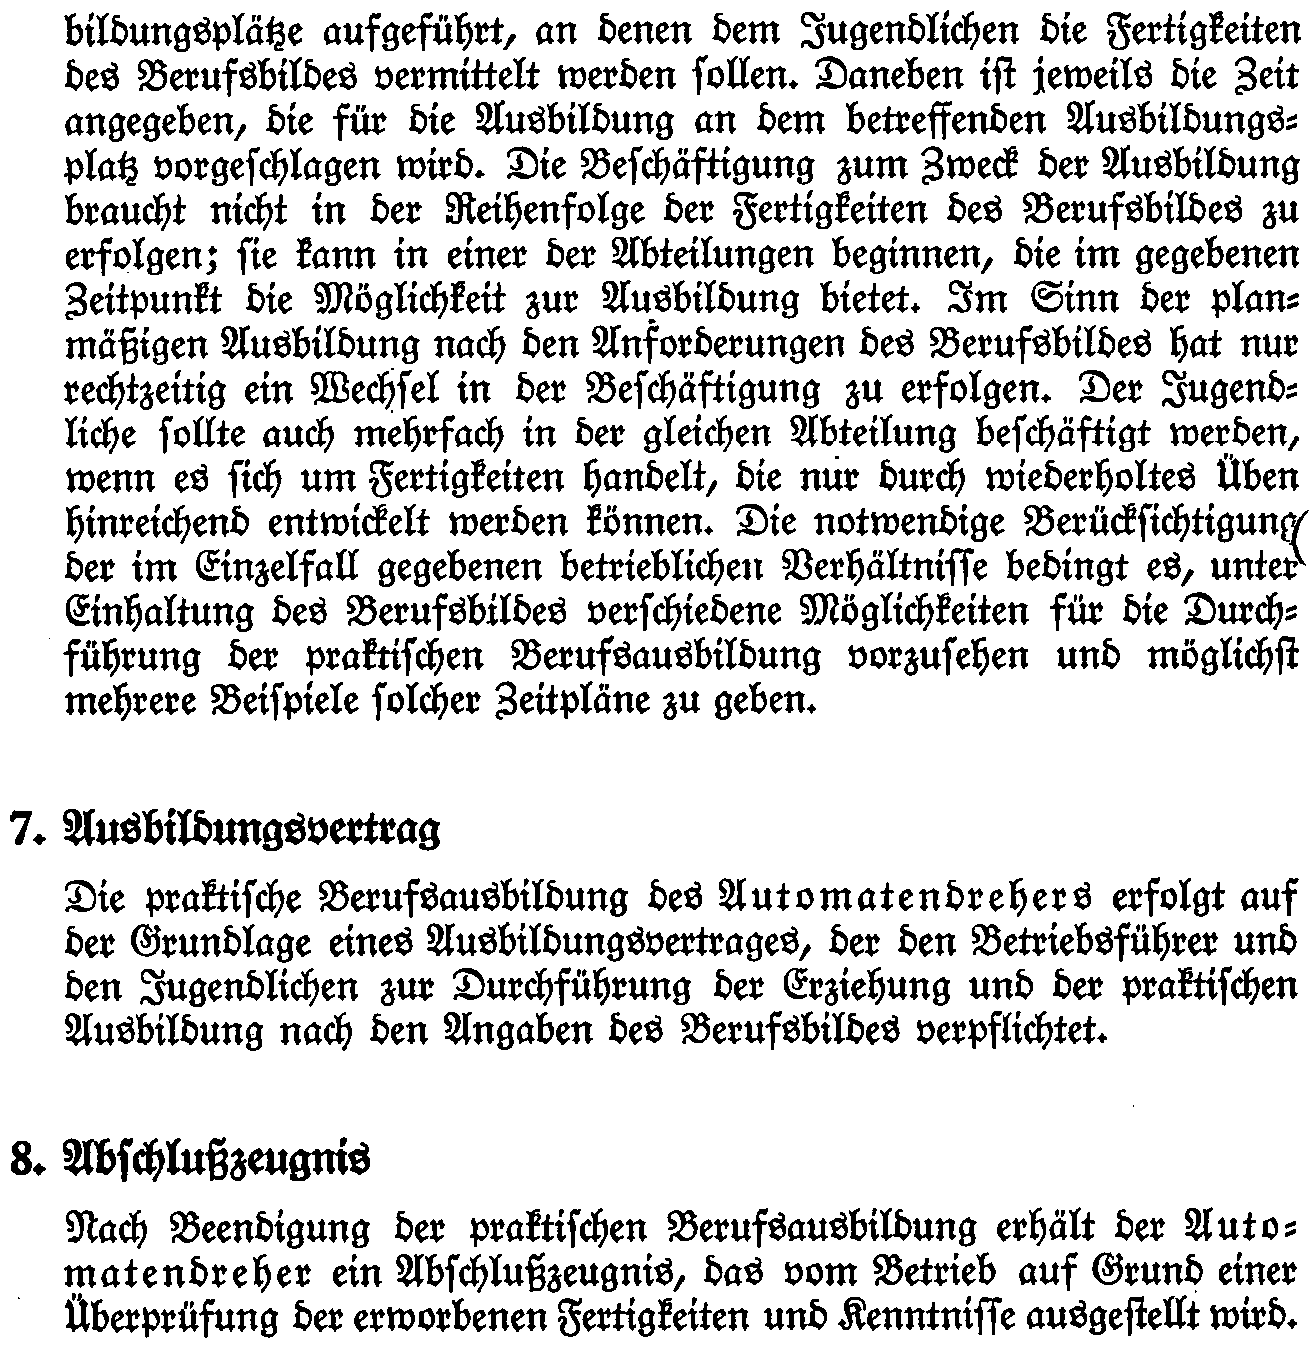 bildungsplätze aufgeführt, an denen dem Jugendlichen die Fertigkeiten
des Berufsbildes vermittelt werden sollen. Daneben ist jeweils die Zeit
angegeben, die für die Ausbildung an dem betreffenden Ausbildungs=
platz vorgeschlagen wird. Die Beschäftigung zum Zweck der Ausbildung
braucht nicht in der Reihenfolge der Fertigkeiten des Berufsbildes zu
erfolgen; sie kann in einer der Abteilungen beginnen, die im gegebenen
Zeitpunkt die Möglichkeit zur Ausbildung bietet. Im Sinn der plan=
mäßigen Ausbildung nach den Anforderungen des Berufsbildes hat nur
rechtzeitig ein Wechsel in der Beschäftigung zu erfolgen. Der Jugend=
liche sollte auch mehrfach in der gleichen Abteilung beschäftigt werden,
wenn es sich um Fertigkeiten handelt, die nur durch wiederholtes Üben
hinreichend entwickelt werden können. Die notwendige Berücksichtigung
der im Einzelfall gegebenen betrieblichen Verhältnisse bedingt es, unter
Einhaltung des Berufsbildes verschiedene Möglichkeiten für die Durch=
führung der praktischen Berufsausbildung vorzusehen und möglichst
mehrere Beispiele solcher Zeitpläne zu geben.
7. Ausbildungsvertrag
Die praktische Berufsausbildung des Automatendrehers erfolgt auf
der Grundlage eines Ausbildungsvertrages, der den Betriebsführer und
den Jugendlichen zur Durchführung der Erziehung und der praktischen
Ausbildung nach den Angaben des Berufsbildes verpflichtet.
8. Abschlußzeugnis
Nach Beendigung der praktischen Berufsausbildung erhält der Auto=
matendreher ein Abschlußzeugnis, das vom Betrieb auf Grund einer
Überprüfung der erworbenen Fertigkeiten und Kenntnisse ausgestellt wird.